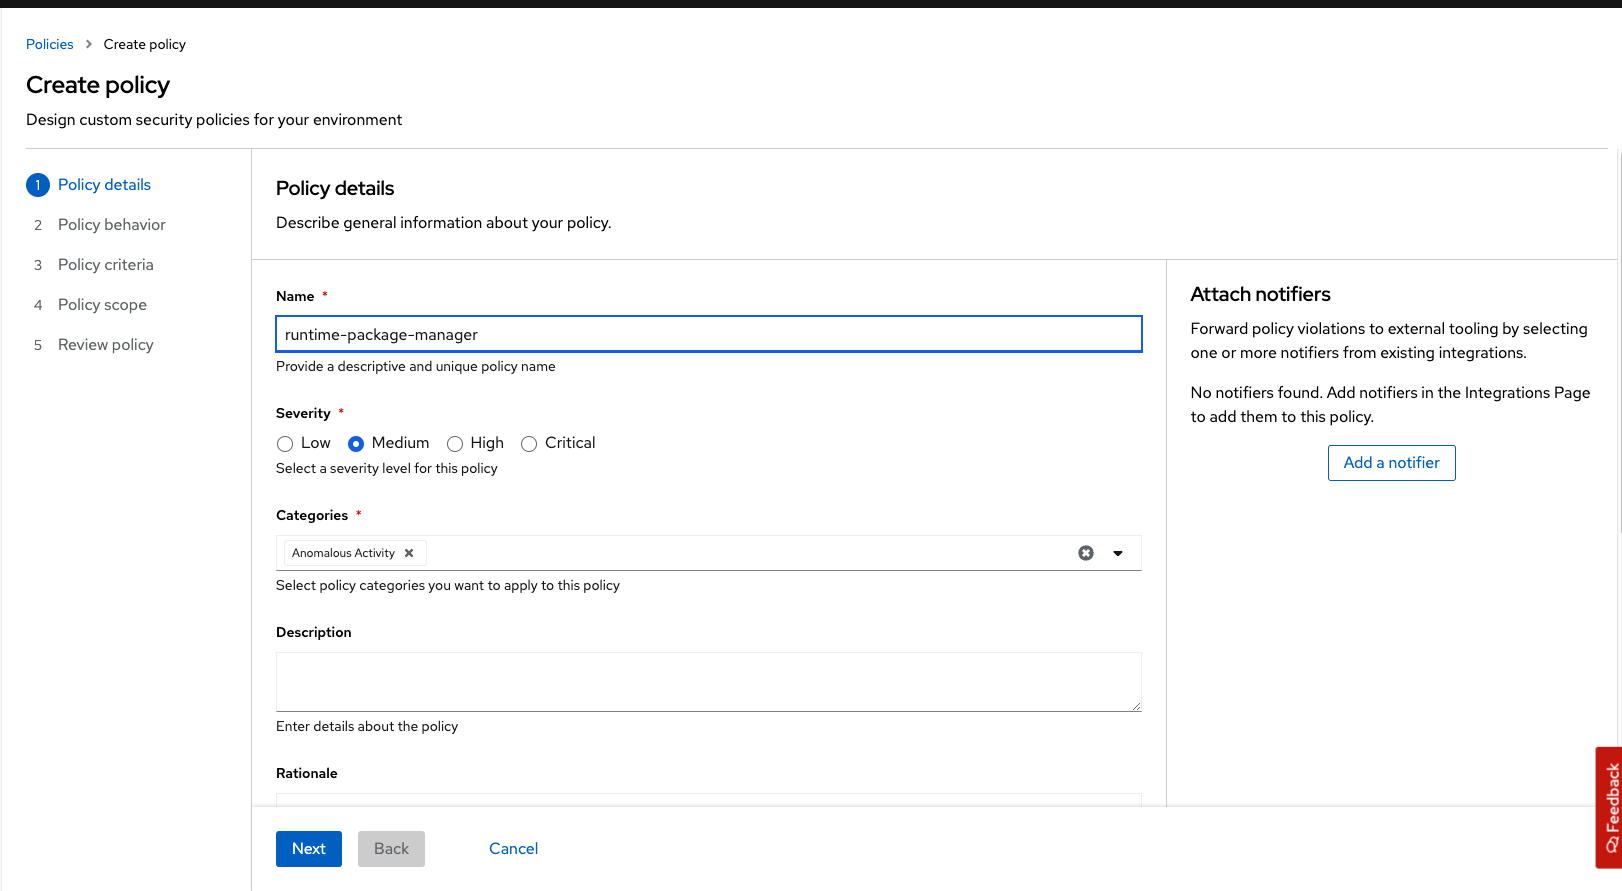 Policies > Create policy
Create policy
Design custom security policies for your environment
1 Policy details
2 Policy behavior
3 Policy criteria
4 Policy scope
5 Review policy
Policy details
Describe general information about your policy.
Name *
runtime-package-manager
Provide a descriptive and unique policy name
Severity *
Low Medium High Critical
Select a severity level for this policy
Categories *
Anomalous Activity
Select policy categories you want to apply to this policy
Description
Enter details about the policy
Rationale
Next Back Cancel
Attach notifiers
Forward policy violations to external tooling by selecting
one or more notifiers from existing integrations.
No notifiers found. Add notifiers in the Integrations Page
to add them to this policy.
Add a notifier
Feedback